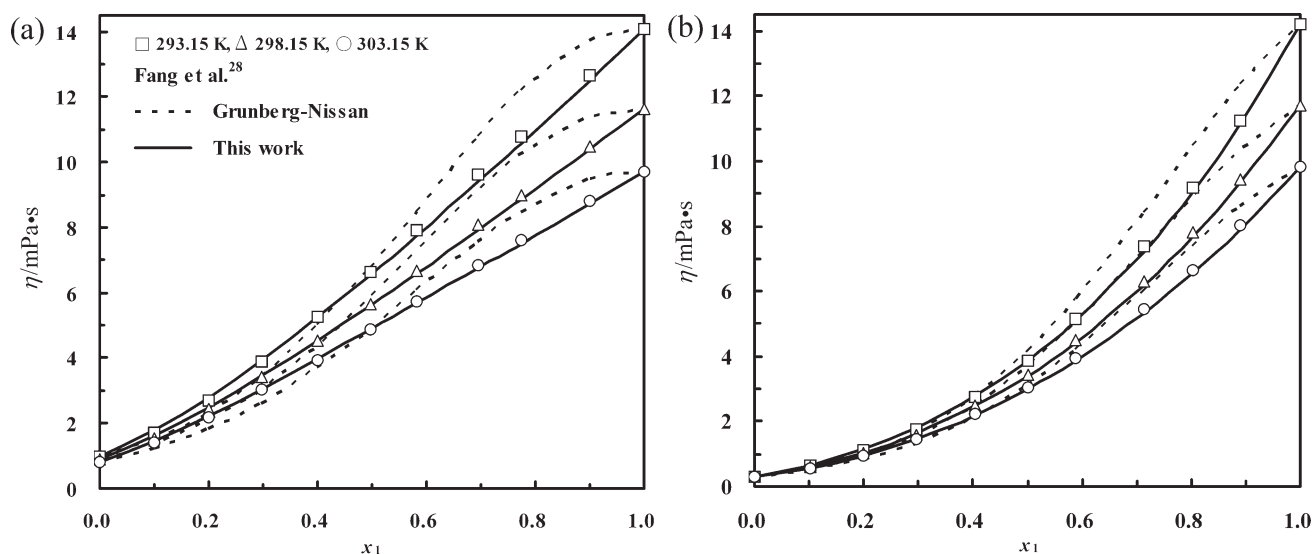 (a)
□ 293.15 K, △ 298.15 K, ○ 303.15 K
Fang et al.28
Grunberg-Nissan
This work
η/mPa•s
14
12
10
8
6
4
2
0
0.0 0.2 0.4 0.6 0.8 1.0
x1
(b)
η/mPa•s
14
12
10
8
6
4
2
0
0.0 0.2 0.4 0.6 0.8 1.0
x1